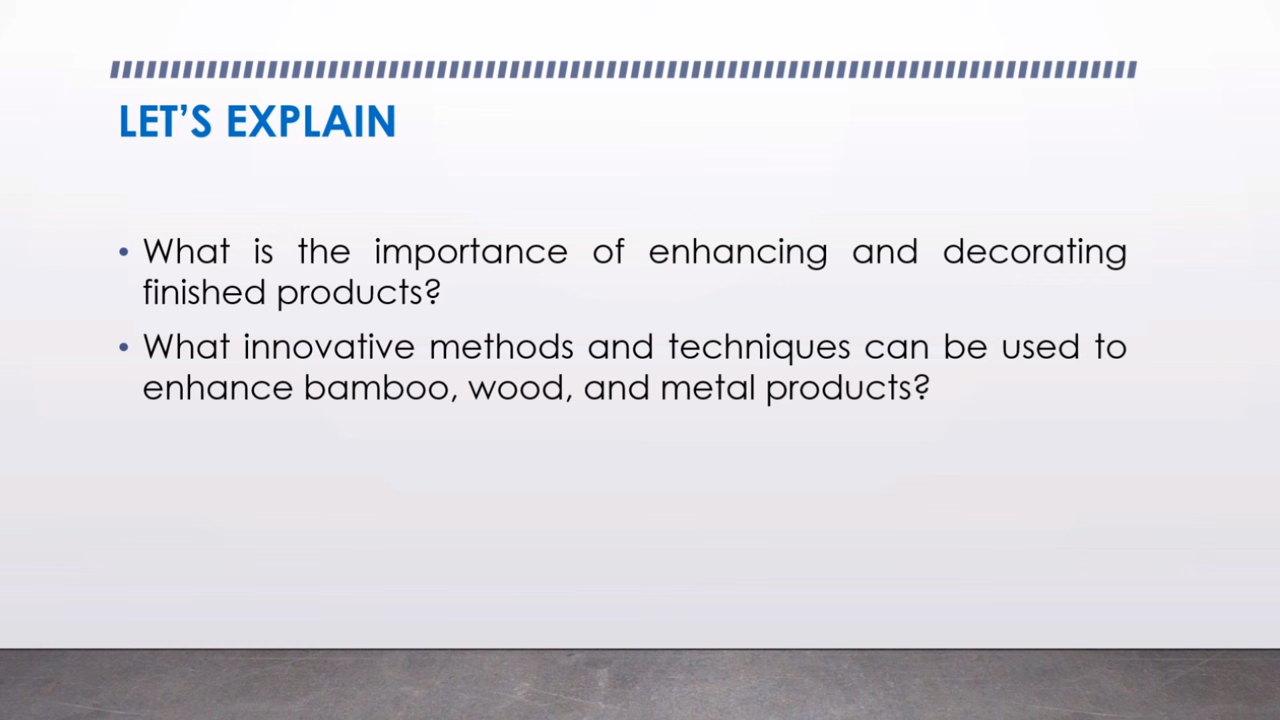 LET’S EXPLAIN
• What is the importance of enhancing and decorating
finished products?
• What innovative methods and techniques can be used to
enhance bamboo, wood, and metal products?